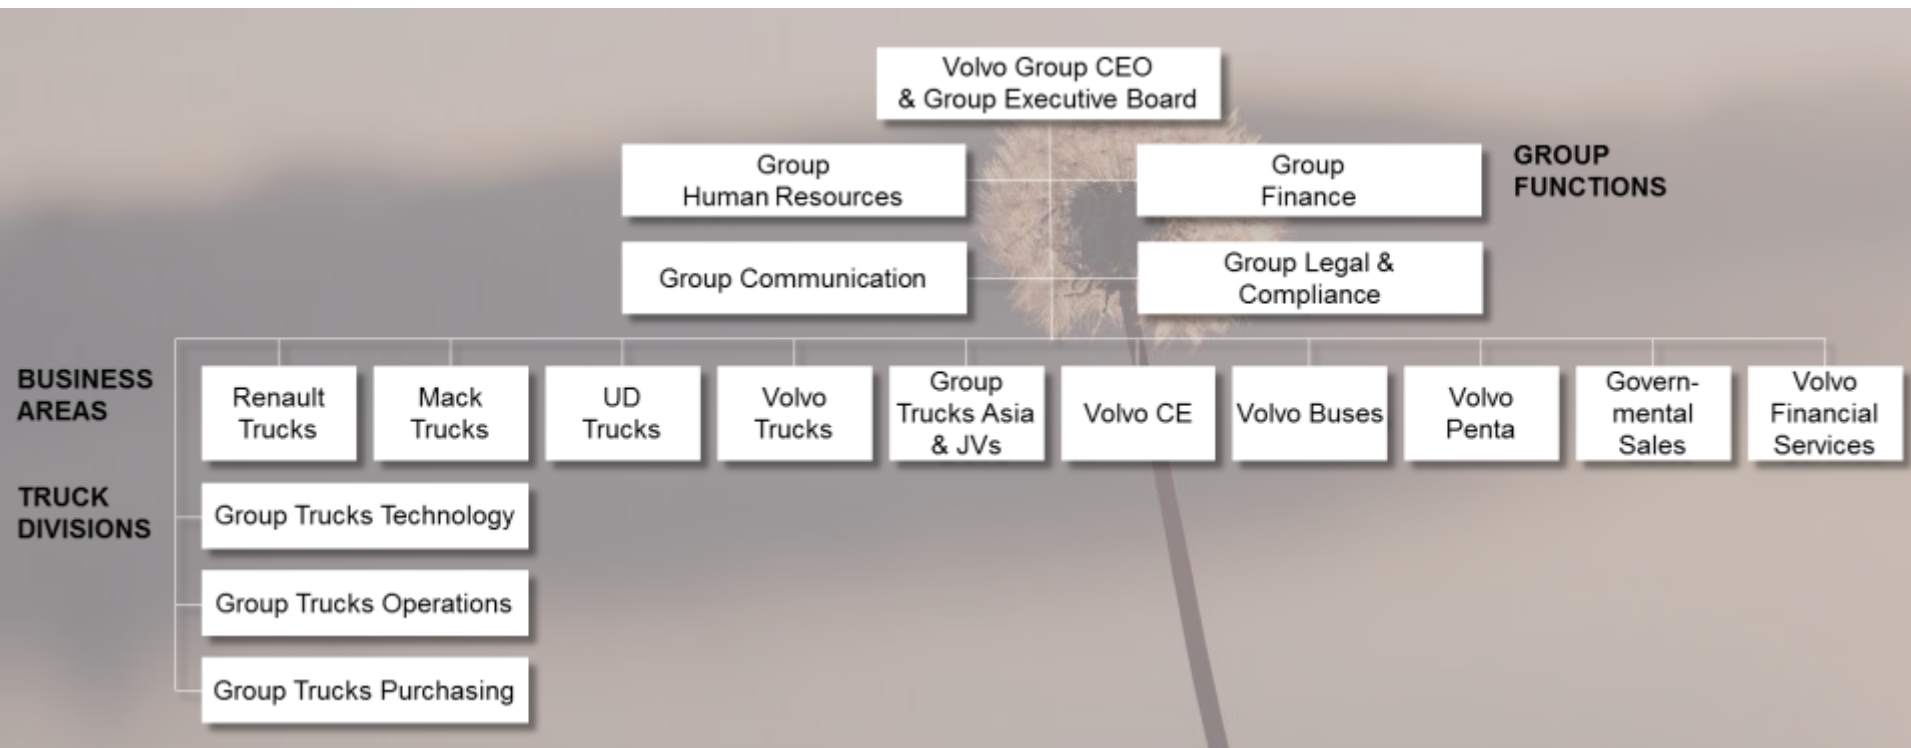 Volvo Group CEO
& Group Executive Board
Group
Human Resources
Group
Finance
GROUP
FUNCTIONS
Group Communication
Group Legal &
Compliance
BUSINESS
AREAS
Renault
Trucks
Mack
Trucks
UD
Trucks
Volvo
Trucks
Group
Trucks Asia
& JVs
Volvo CE
Volvo Buses
Volvo
Penta
Govern-
mental
Sales
Volvo
Financial
Services
TRUCK
DIVISIONS
Group Trucks Technology
Group Trucks Operations
Group Trucks Purchasing